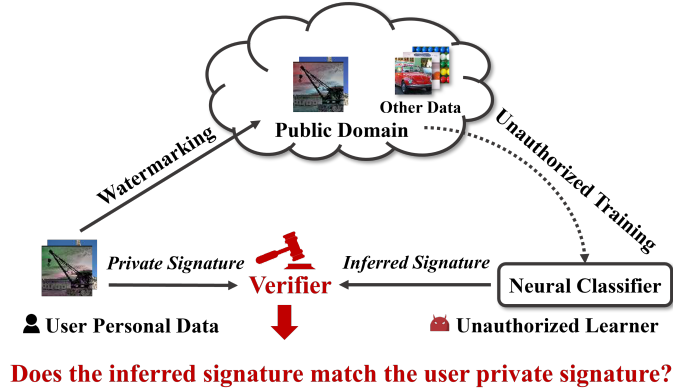 Other Data
Public Domain
Watermarking
Unauthorized Training
Private Signature
Verifier
Inferred Signature
Neural Classifier
User Personal Data
Unauthorized Learner
Does the inferred signature match the user private signature?